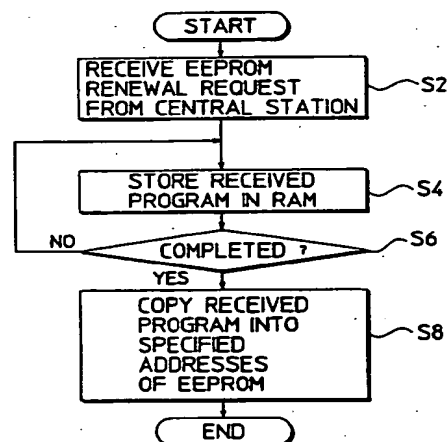 START
RECEIVE EEPROM
RENEWAL REQUEST
FROM CENTRAL STATION
S2
STORE RECEIVED
PROGRAM IN RAM
S4
COMPLETED ?
S6
NO
YES
COPY RECEIVED
PROGRAM INTO
SPECIFIED
ADDRESSES
OF EEPROM
S8
END